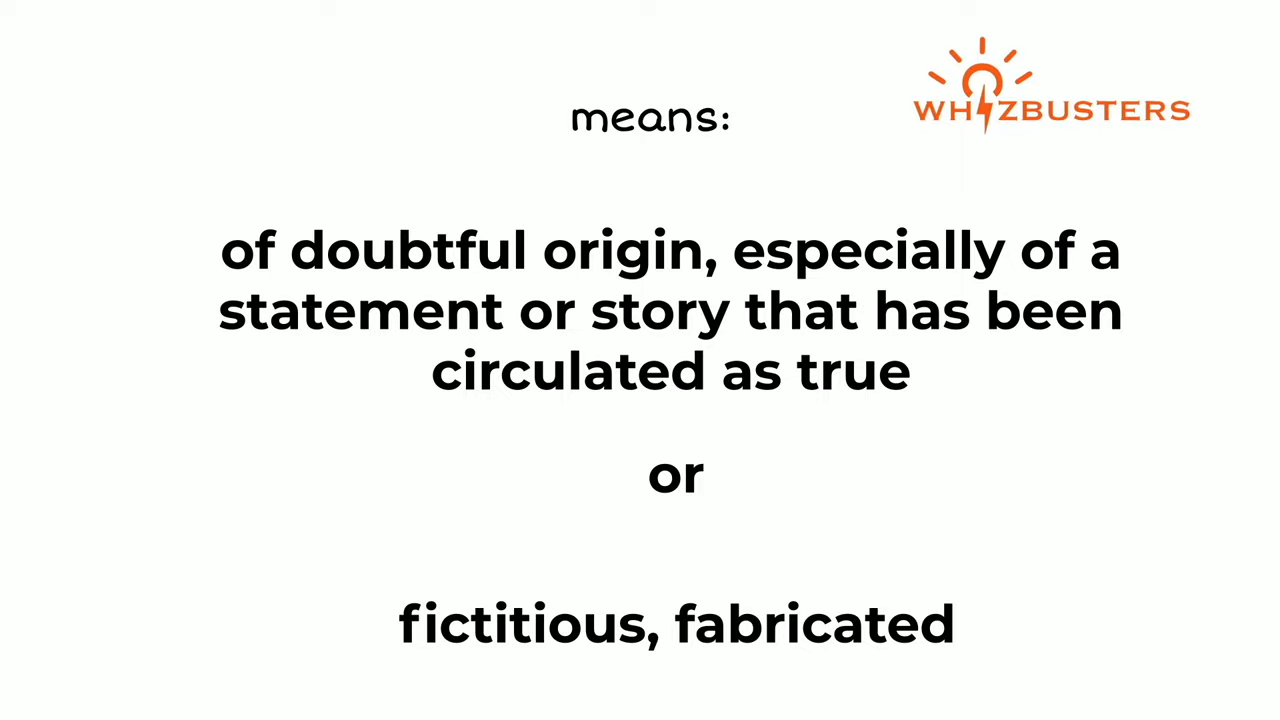 means:
WHIZBUSTERS
of doubtful origin, especially of a
statement or story that has been
circulated as true
or
fictitious, fabricated